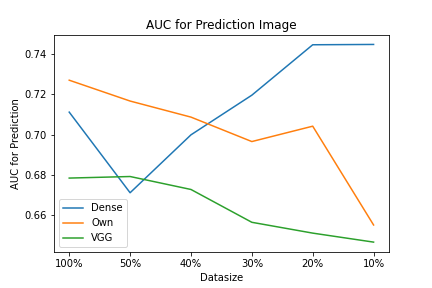 AUC for Prediction Image
AUC for Prediction
0.74
0.72
0.70
0.68
0.66
Dense
Own
VGG
100% 50% 40% 30% 20% 10%
Datasize